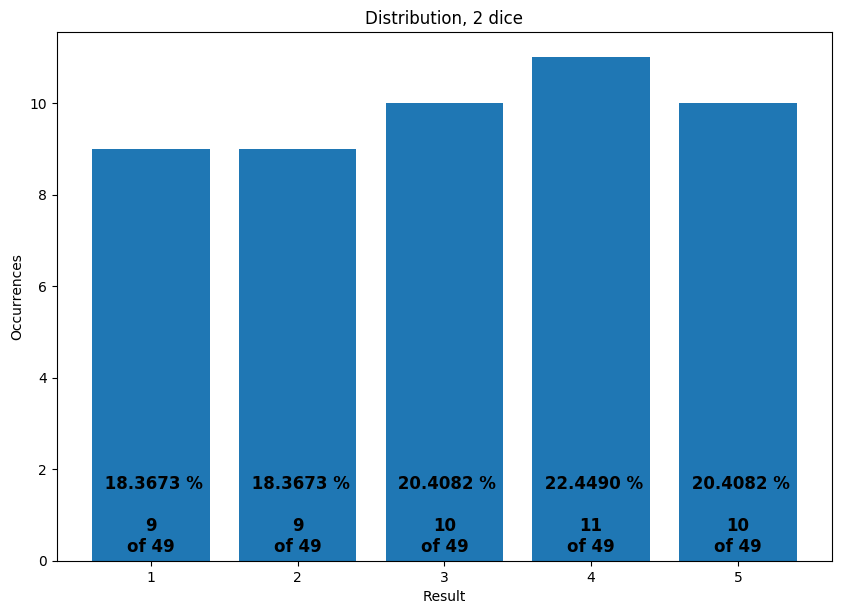 Distribution, 2 dice
Occurrences
10
8
6
4
2
0
18.3673 %
18.3673 %
20.4082 %
22.4490 %
20.4082 %
9
of 49
9
of 49
10
of 49
11
of 49
10
of 49
1
2
3
4
5
Result